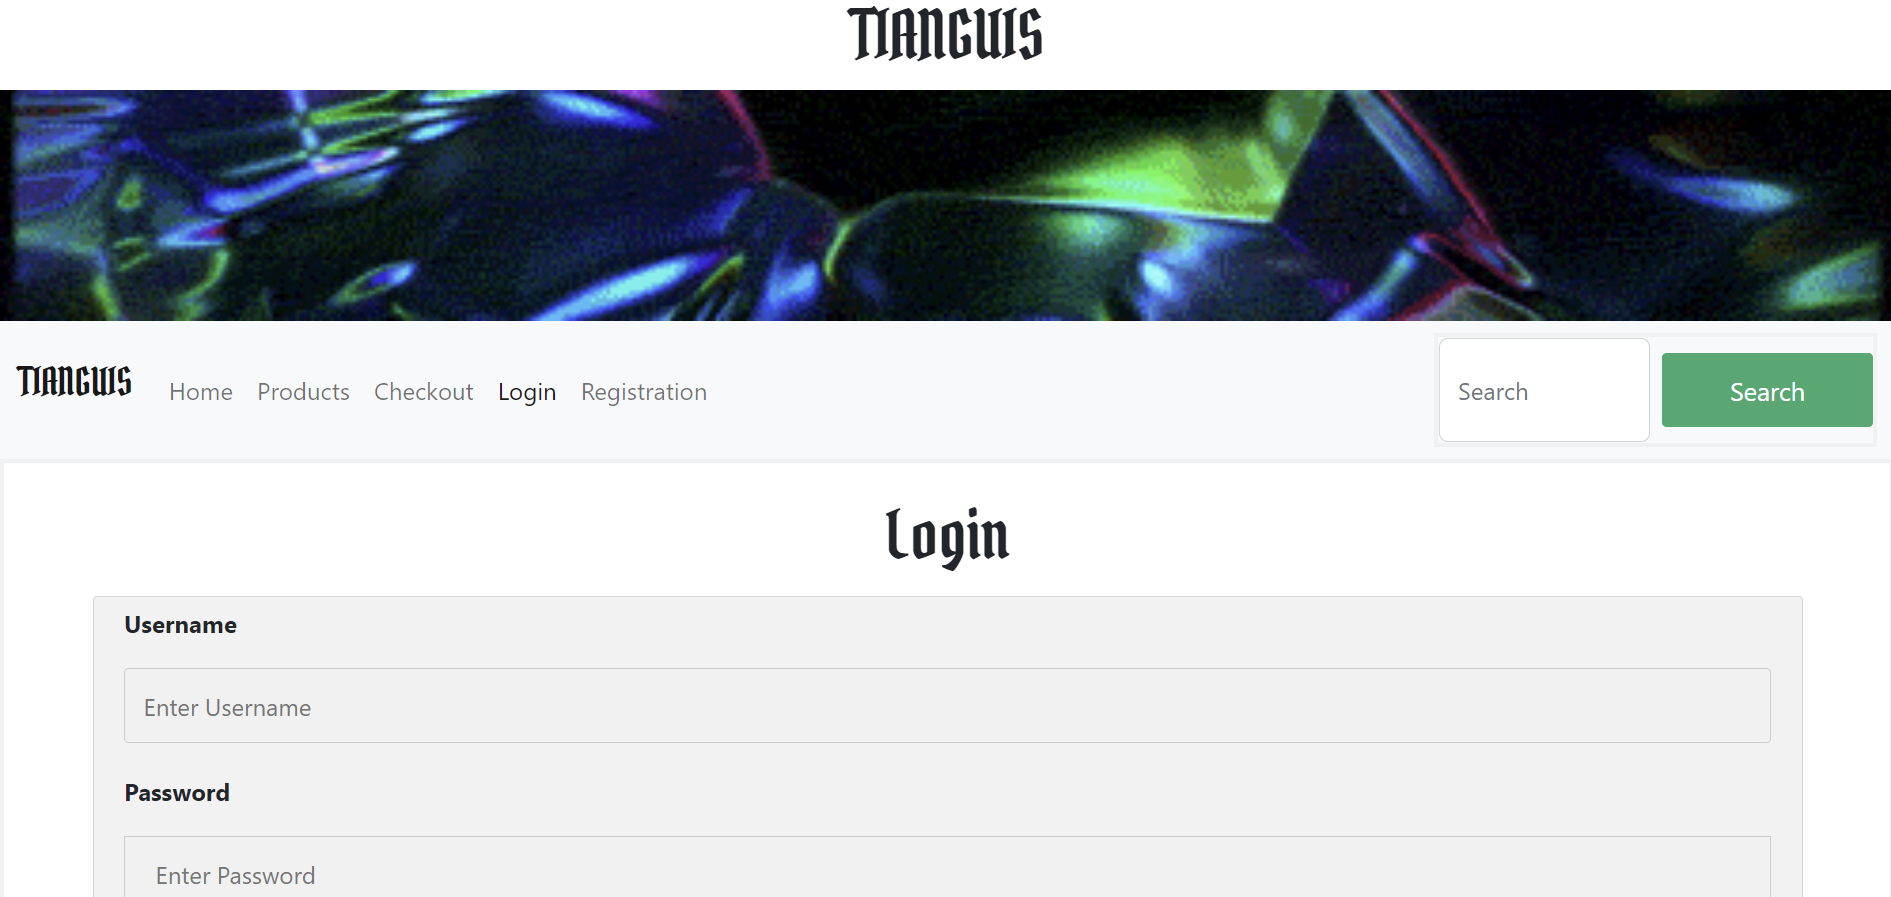 TIANGUIS
TIANGUIS Home Products Checkout Login Registration Search Search
Login
Username
Enter Username
Password
Enter Password